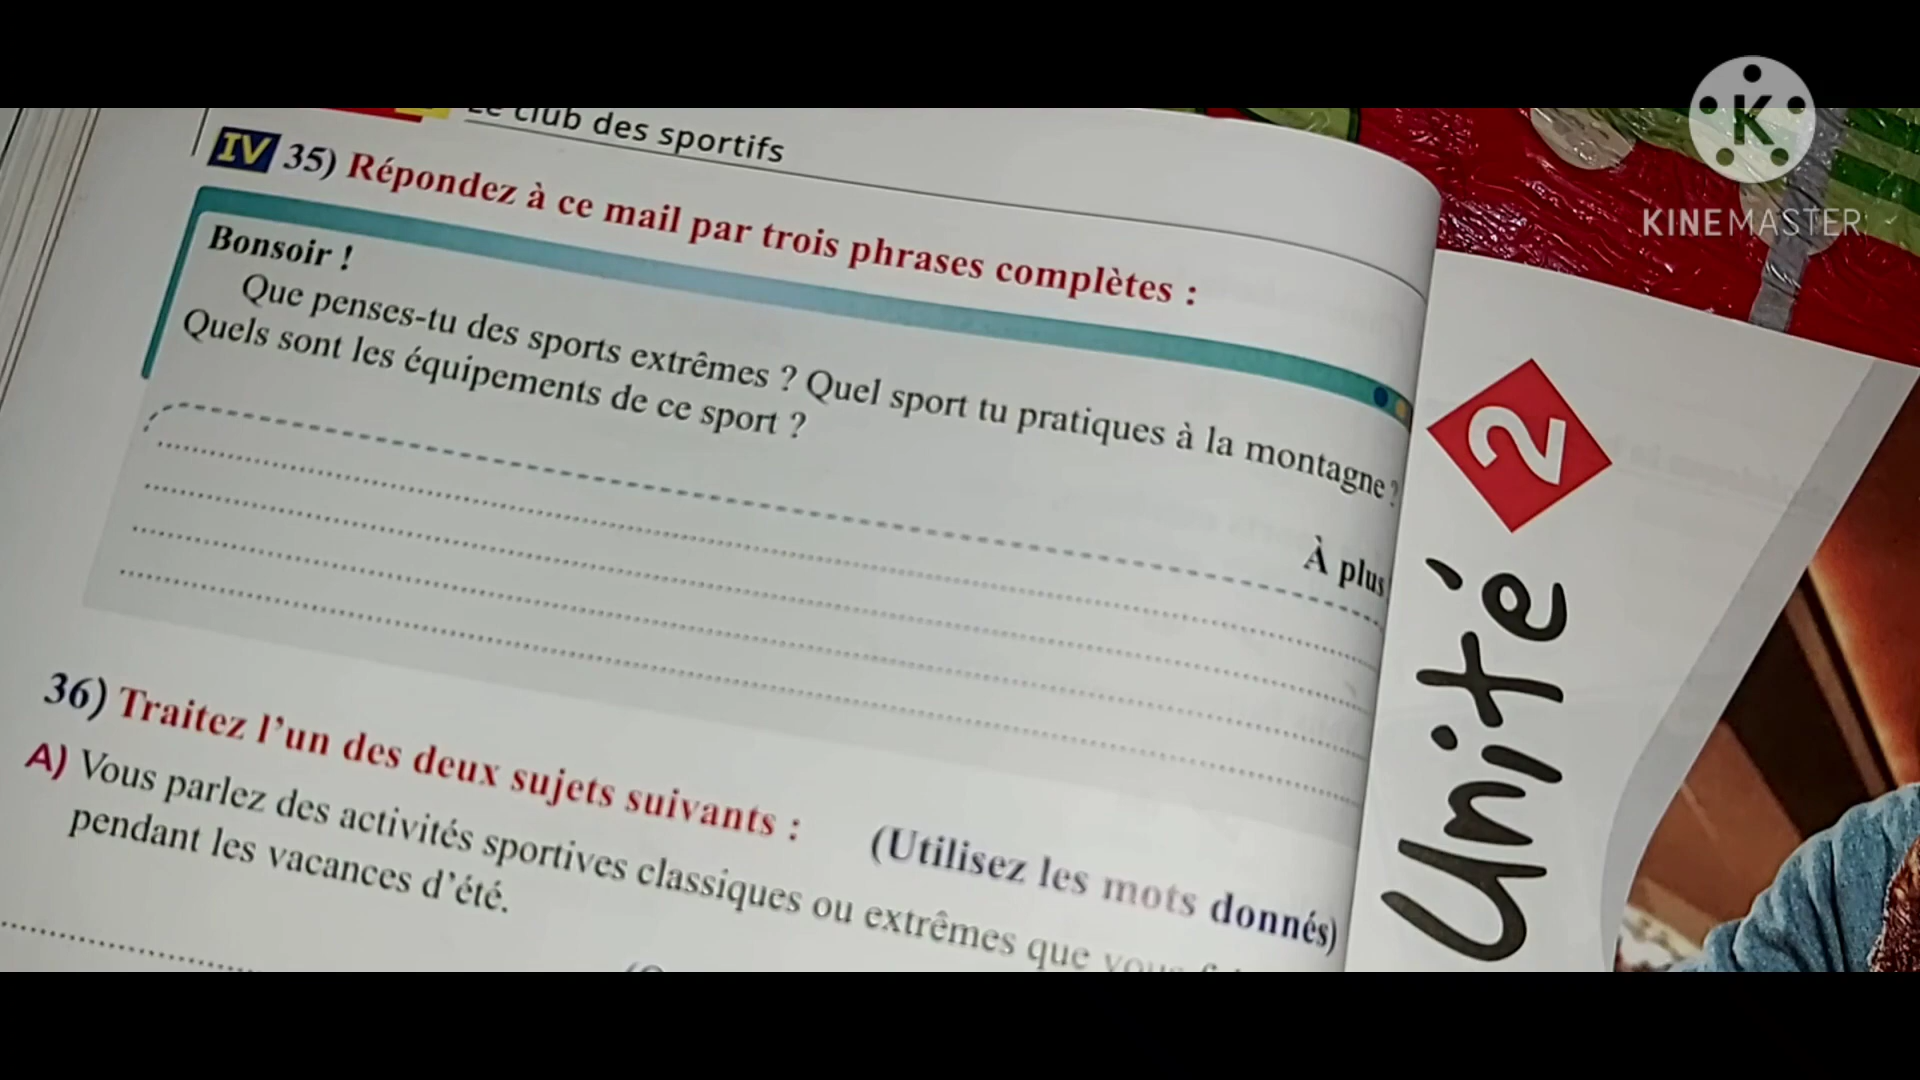 Le club des sportifs
IV 35) Répondez à ce mail par trois phrases complètes :
Bonsoir !
Que penses-tu des sports extrêmes ? Quel sport tu pratiques à la montagne ?
Quels sont les équipements de ce sport ?
À plus
36) Traitez l'un des deux sujets suivants :
(Utilisez les mots donnés)
A) Vous parlez des activités sportives classiques ou extrêmes que vous
pendant les vacances d'été.
Unité 2
K
KINEMASTER